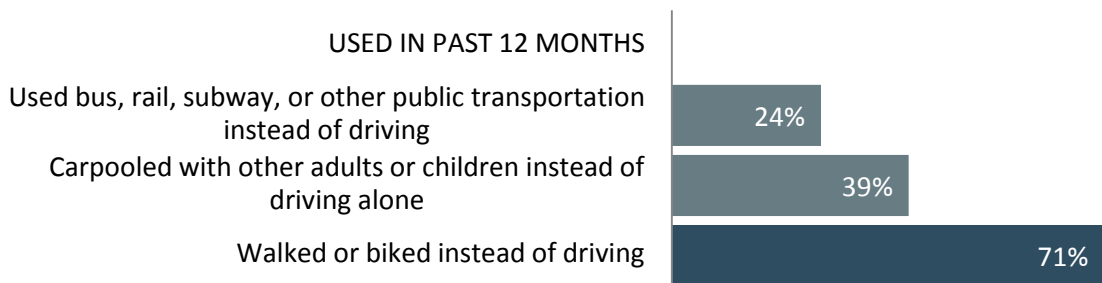 USED IN PAST 12 MONTHS
Used bus, rail, subway, or other public transportation
instead of driving
24%
Carpooled with other adults or children instead of
driving alone
39%
Walked or biked instead of driving
71%